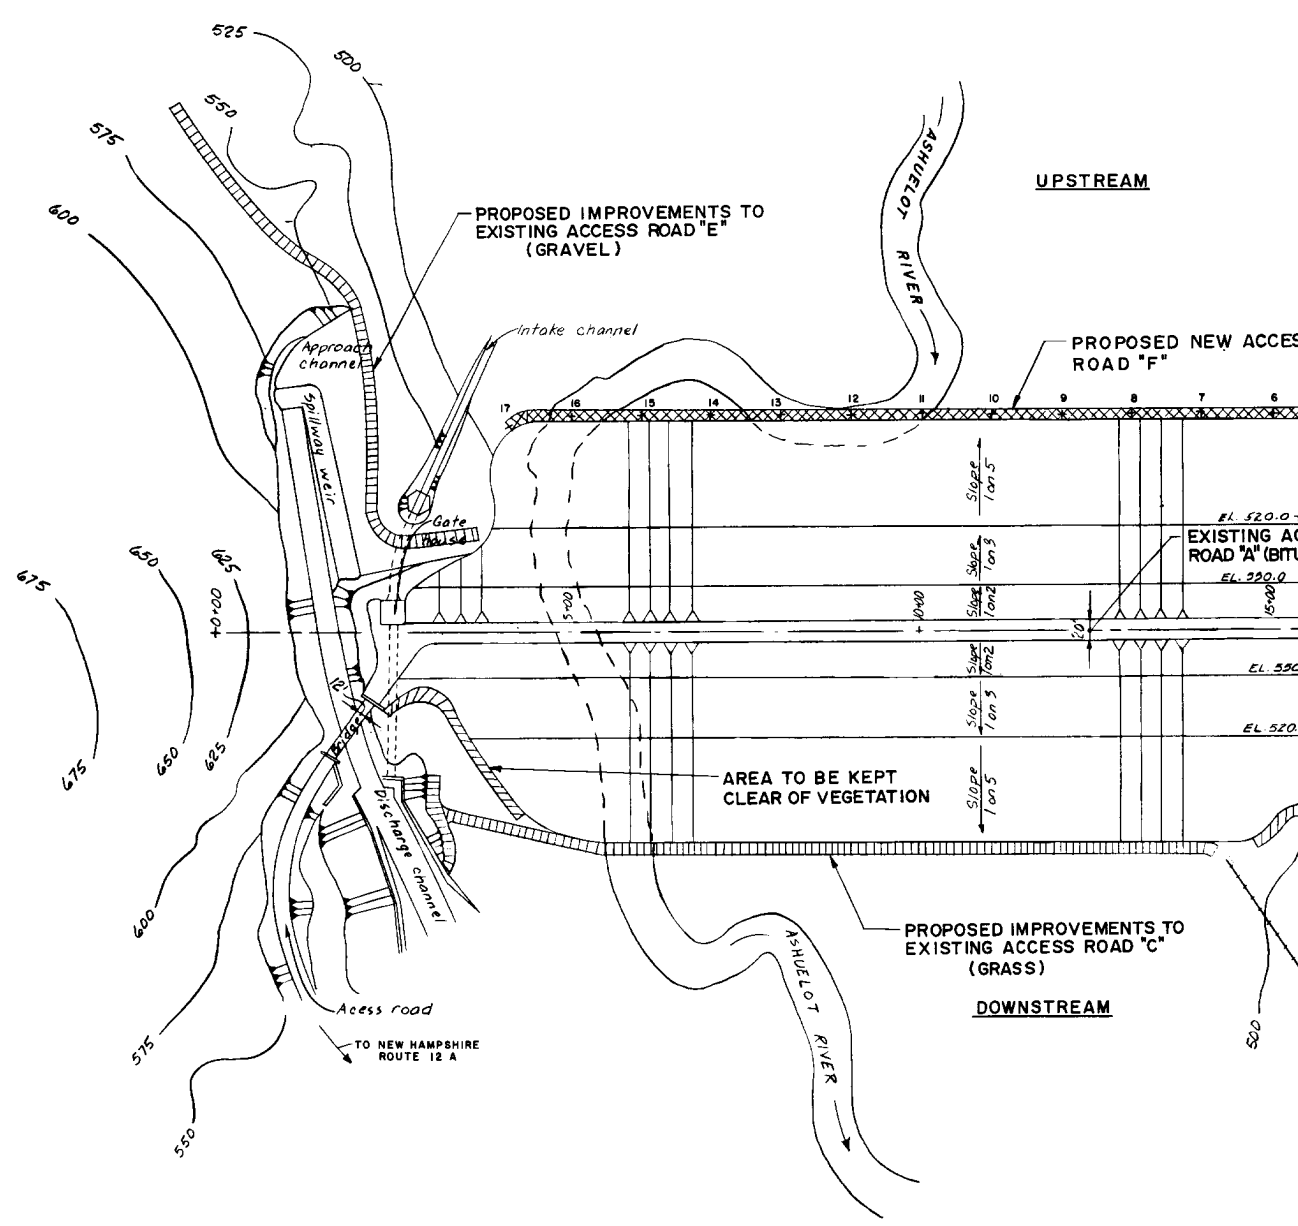 525
500
550
575
600
UPSTREAM
ASHUELOT RIVER
PROPOSED IMPROVEMENTS TO
EXISTING ACCESS ROAD "E"
(GRAVEL)
Intake channel
Approach
channel
PROPOSED NEW ACCES
ROAD "F"
17 16 15 14 13 12 11 10 9 8 7 6
Spillway weir
Slope
1 on 5
Gate
house
EL. 520.0
EXISTING AC
ROAD "A" (BITU
Slope
1 on 3
EL. 550.0
Slope
1 on 2
675
650
625
0+00
5+00
10+00
15+00
20'
Slope
1 on 2
EL. 550
12'
Slope
1 on 3
Bridge
EL. 520.
675
650
625
AREA TO BE KEPT
CLEAR OF VEGETATION
Slope
1 on 5
Discharge channel
600
PROPOSED IMPROVEMENTS TO
EXISTING ACCESS ROAD "C"
(GRASS)
ASHUELOT RIVER
DOWNSTREAM
Acess road
TO NEW HAMPSHIRE
ROUTE 12 A
575
500
550